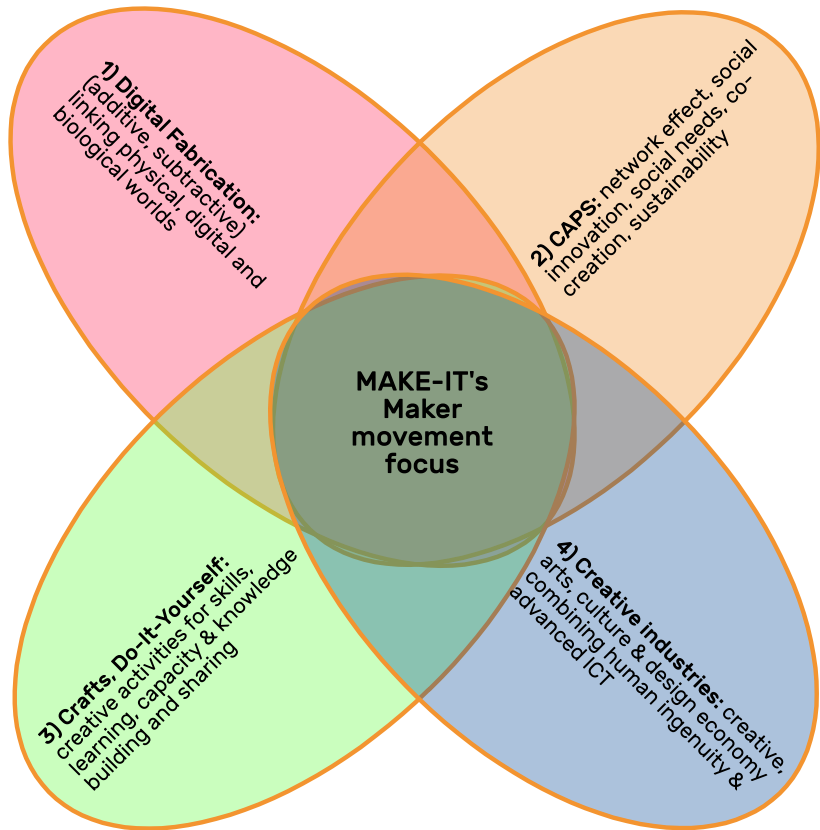 1) Digital Fabrication:
(additive, subtractive)
linking physical, digital and
biological worlds
2) CAPS: network effect, social
innovation, social needs, co-
creation, sustainability
MAKE-IT's
Maker
movement
focus
3) Crafts, Do-It-Yourself:
creative activities for skills,
learning, capacity & knowledge
building and sharing
4) Creative industries: creative,
arts, culture & design economy
combining human ingenuity &
advanced ICT